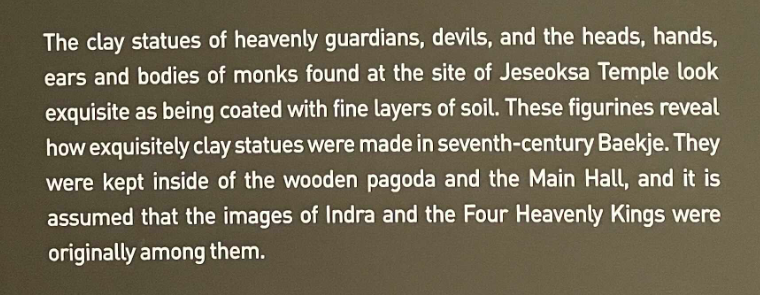 The clay statues of heavenly guardians, devils, and the heads, hands,
ears and bodies of monks found at the site of Jeseoksa Temple look
exquisite as being coated with fine layers of soil. These figurines reveal
how exquisitely clay statues were made in seventh-century Baekje. They
were kept inside of the wooden pagoda and the Main Hall, and it is
assumed that the images of Indra and the Four Heavenly Kings were
originally among them.